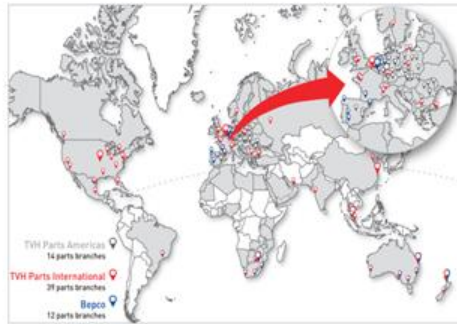 TVH Parts Americas
14 parts branches
TVH Parts International
39 parts branches
Bepco
12 parts branches